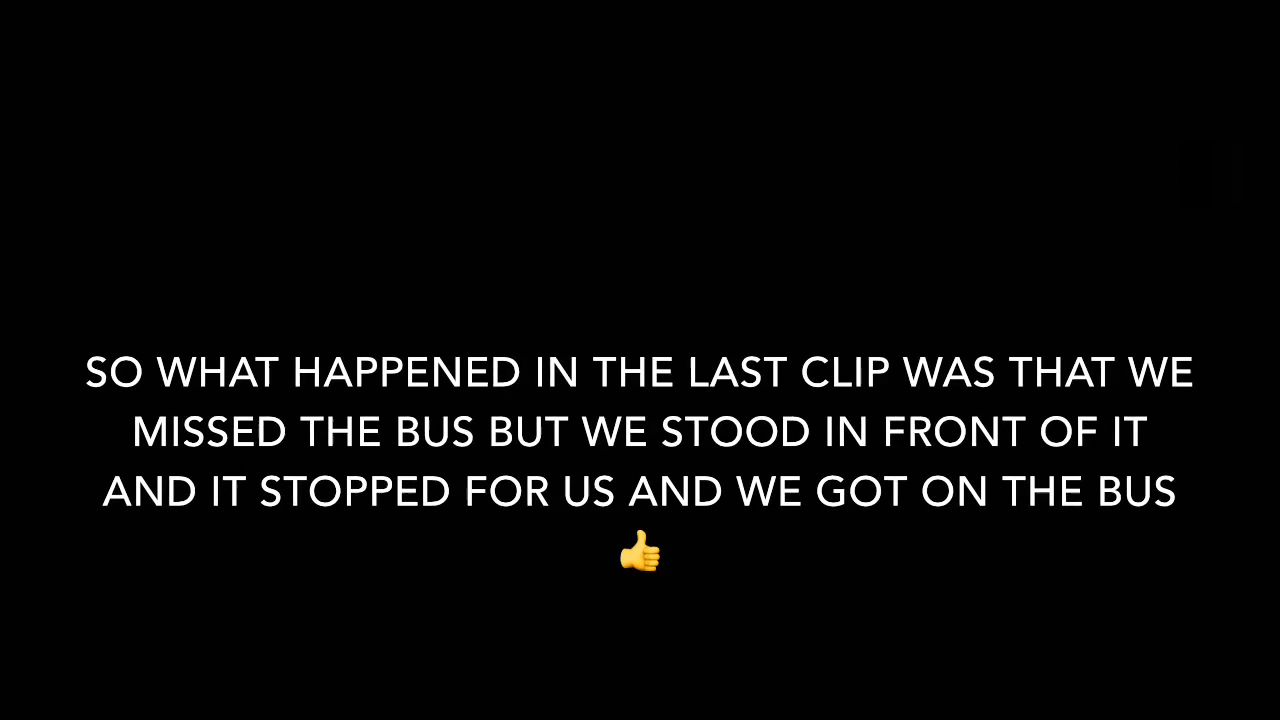 SO WHAT HAPPENED IN THE LAST CLIP WAS THAT WE
MISSED THE BUS BUT WE STOOD IN FRONT OF IT
AND IT STOPPED FOR US AND WE GOT ON THE BUS
👍